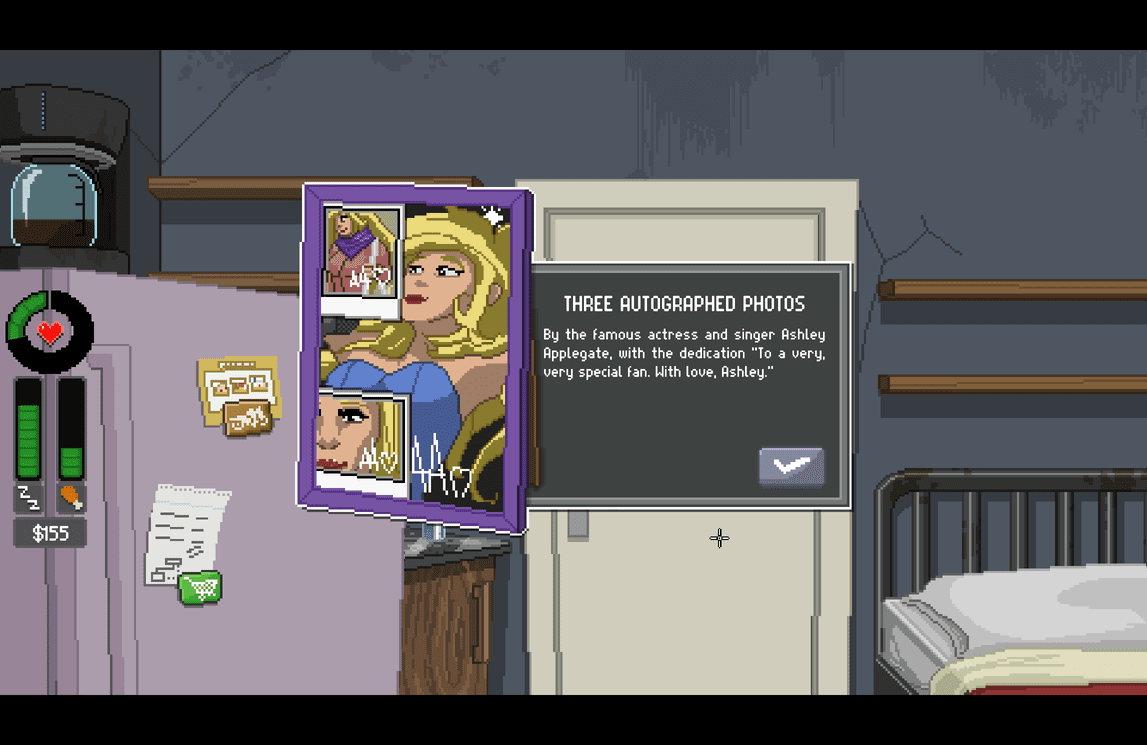 THREE AUTOGRAPHED PHOTOS
By the famous actress and singer Ashley
Applegate, with the dedication "To a very,
very special fan. With love, Ashley."
$155